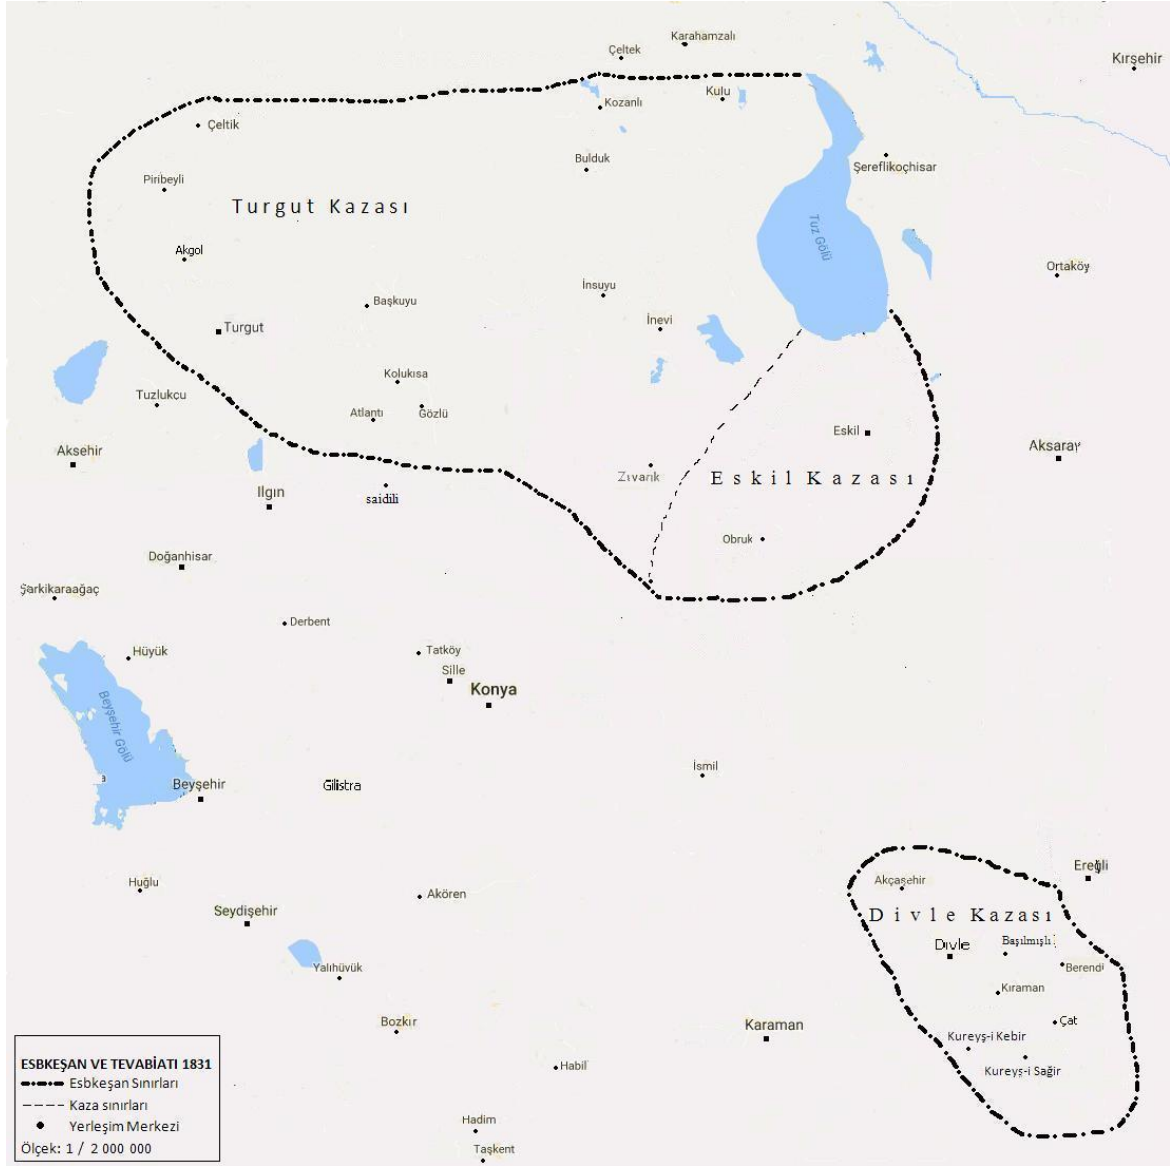 Karahamzalı
Çeltek
Kırşehir
Kulu
Kozanlı
Çeltik
Bulduk
Şereflikoçhisar
Piribeyli
Turgut Kazası
Tuz Gölü
Akgol
Ortaköy
İnsuyu
Başkuyu
İnevi
Turgut
Kolukısa
Tuzlukçu
Atlantı
Gözlü
Eskil
Aksehir
Aksaray
Zıvarık
Eskil Kazası
Ilgın
saidili
Obruk
Doğanhisar
Şarkikaraağaç
Derbent
Hüyük
Tatköy
Sille
Konya
Beyşehir Gölü
İsmil
a
Beyşehir
Gilistra
Ereğli
Akçaşehir
Huğlu
Akören
Seydişehir
Divle Kazası
Başılmışlı
Dıvle
Yalıhüyük
Berendi
Kıraman
Bozkır
Karaman
Çat
Kureyş-i Kebir
Habil
Kureyş-i Sağir
Hadim
Taşkent
ESBKEŞAN VE TEVABİATI 1831
Esbkeşan Sınırları
Kaza sınırları
Yerleşim Merkezi
Ölçek: 1 / 2 000 000